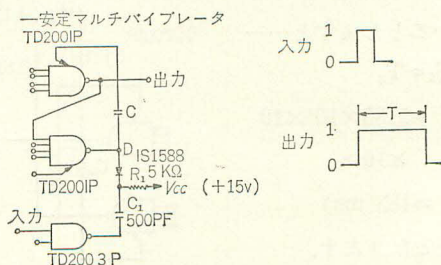 一安定マルチバイブレータ
TD200IP
出力
C
D IS1588
R₁ 5KΩ
Vcc (+15v)
TD200IP
C₁
500PF
入力
TD2003P
入力
1
0
T
出力
1
0